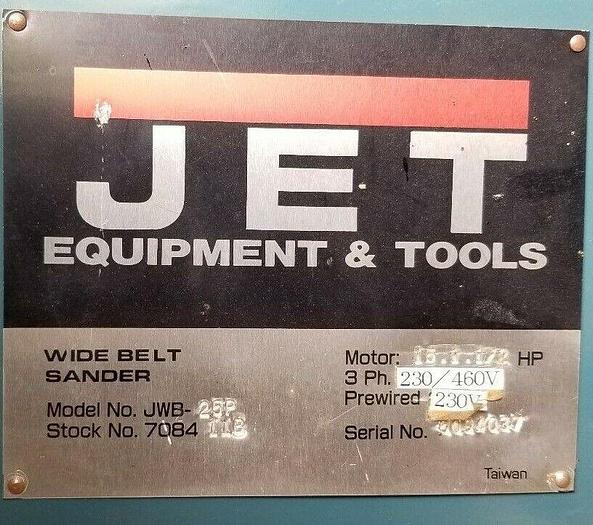 JET
EQUIPMENT & TOOLS
WIDE BELT
SANDER
Model No. JWB-25P
Stock No. 7084
Motor: HP
3 Ph. 230/460V
Prewired 230V
Serial No.
Taiwan